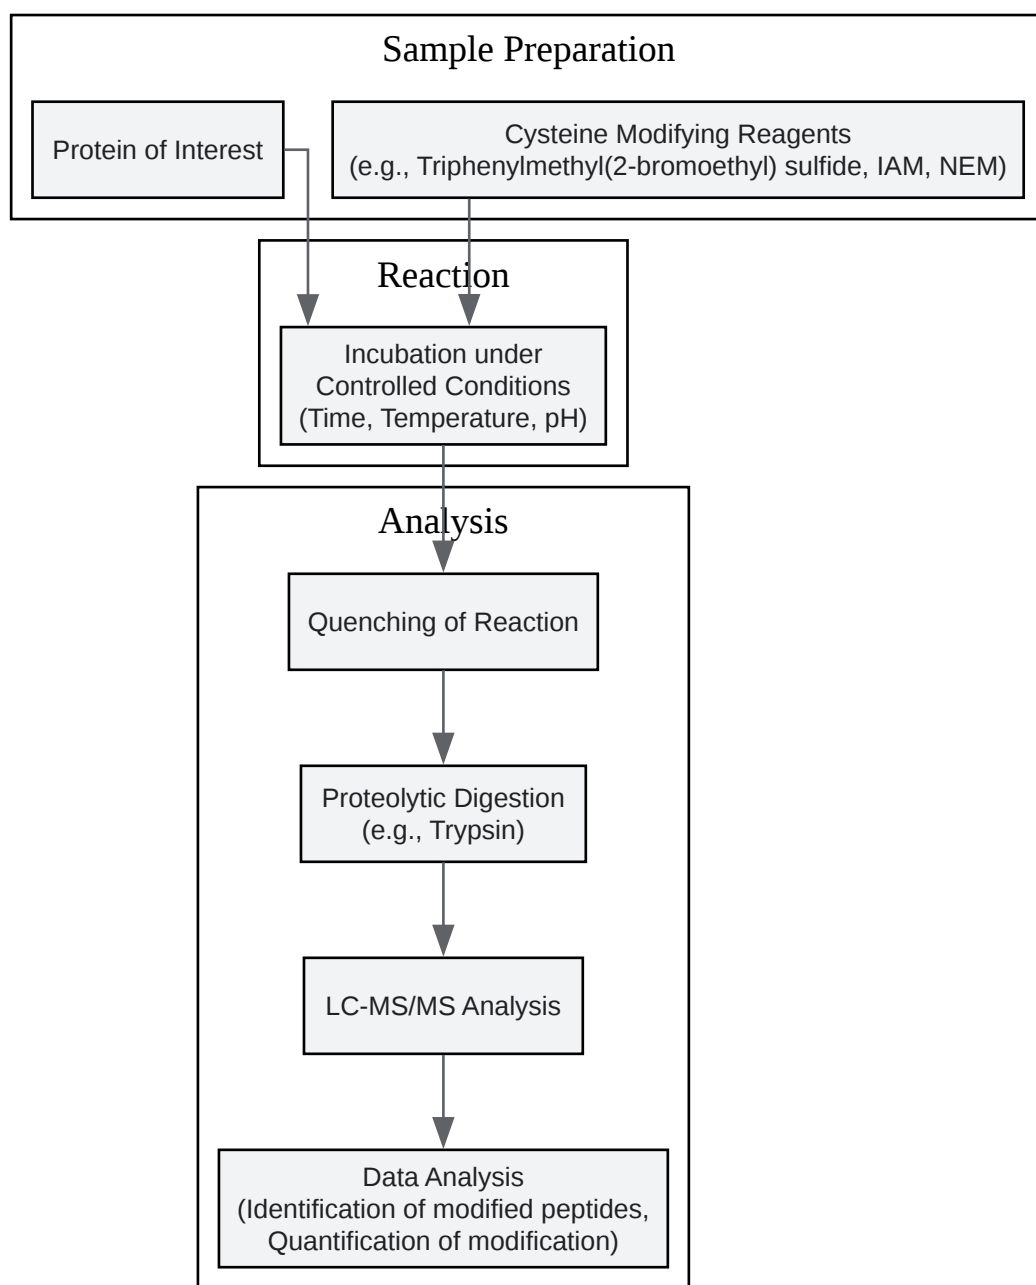 Sample Preparation
Protein of Interest
Cysteine Modifying Reagents
(e.g., Triphenylmethyl(2-bromoethyl) sulfide, IAM, NEM)
Reaction
Incubation under
Controlled Conditions
(Time, Temperature, pH)
Analysis
Quenching of Reaction
Proteolytic Digestion
(e.g., Trypsin)
LC-MS/MS Analysis
Data Analysis
(Identification of modified peptides,
Quantification of modification)